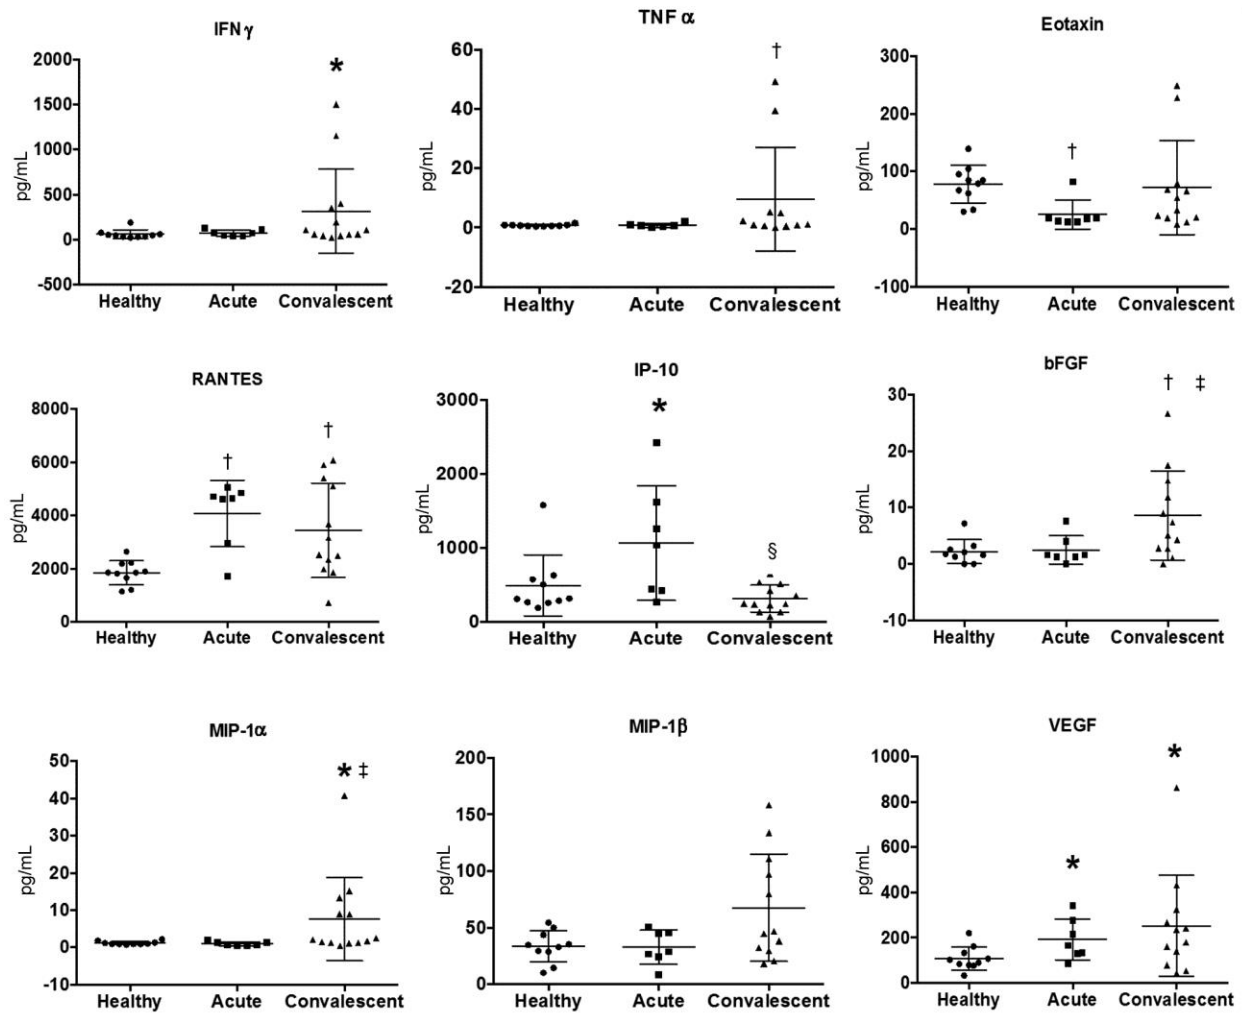 IFN γ
2000
1500
1000
500
0
-500
pg/mL
*
Healthy Acute Convalescent
TNF α
60
40
20
0
-20
pg/mL
†
Healthy Acute Convalescent
Eotaxin
300
200
100
0
-100
pg/mL
†
Healthy Acute Convalescent
RANTES
8000
6000
4000
2000
0
pg/mL
† †
Healthy Acute Convalescent
IP-10
3000
2000
1000
0
pg/mL
*
§
Healthy Acute Convalescent
bFGF
30
20
10
0
-10
pg/mL
† ‡
Healthy Acute Convalescent
MIP-1α
50
40
30
20
10
0
-10
pg/mL
* ‡
Healthy Acute Convalescent
MIP-1β
200
150
100
50
0
pg/mL
Healthy Acute Convalescent
VEGF
1000
800
600
400
200
0
pg/mL
* *
Healthy Acute Convalescent